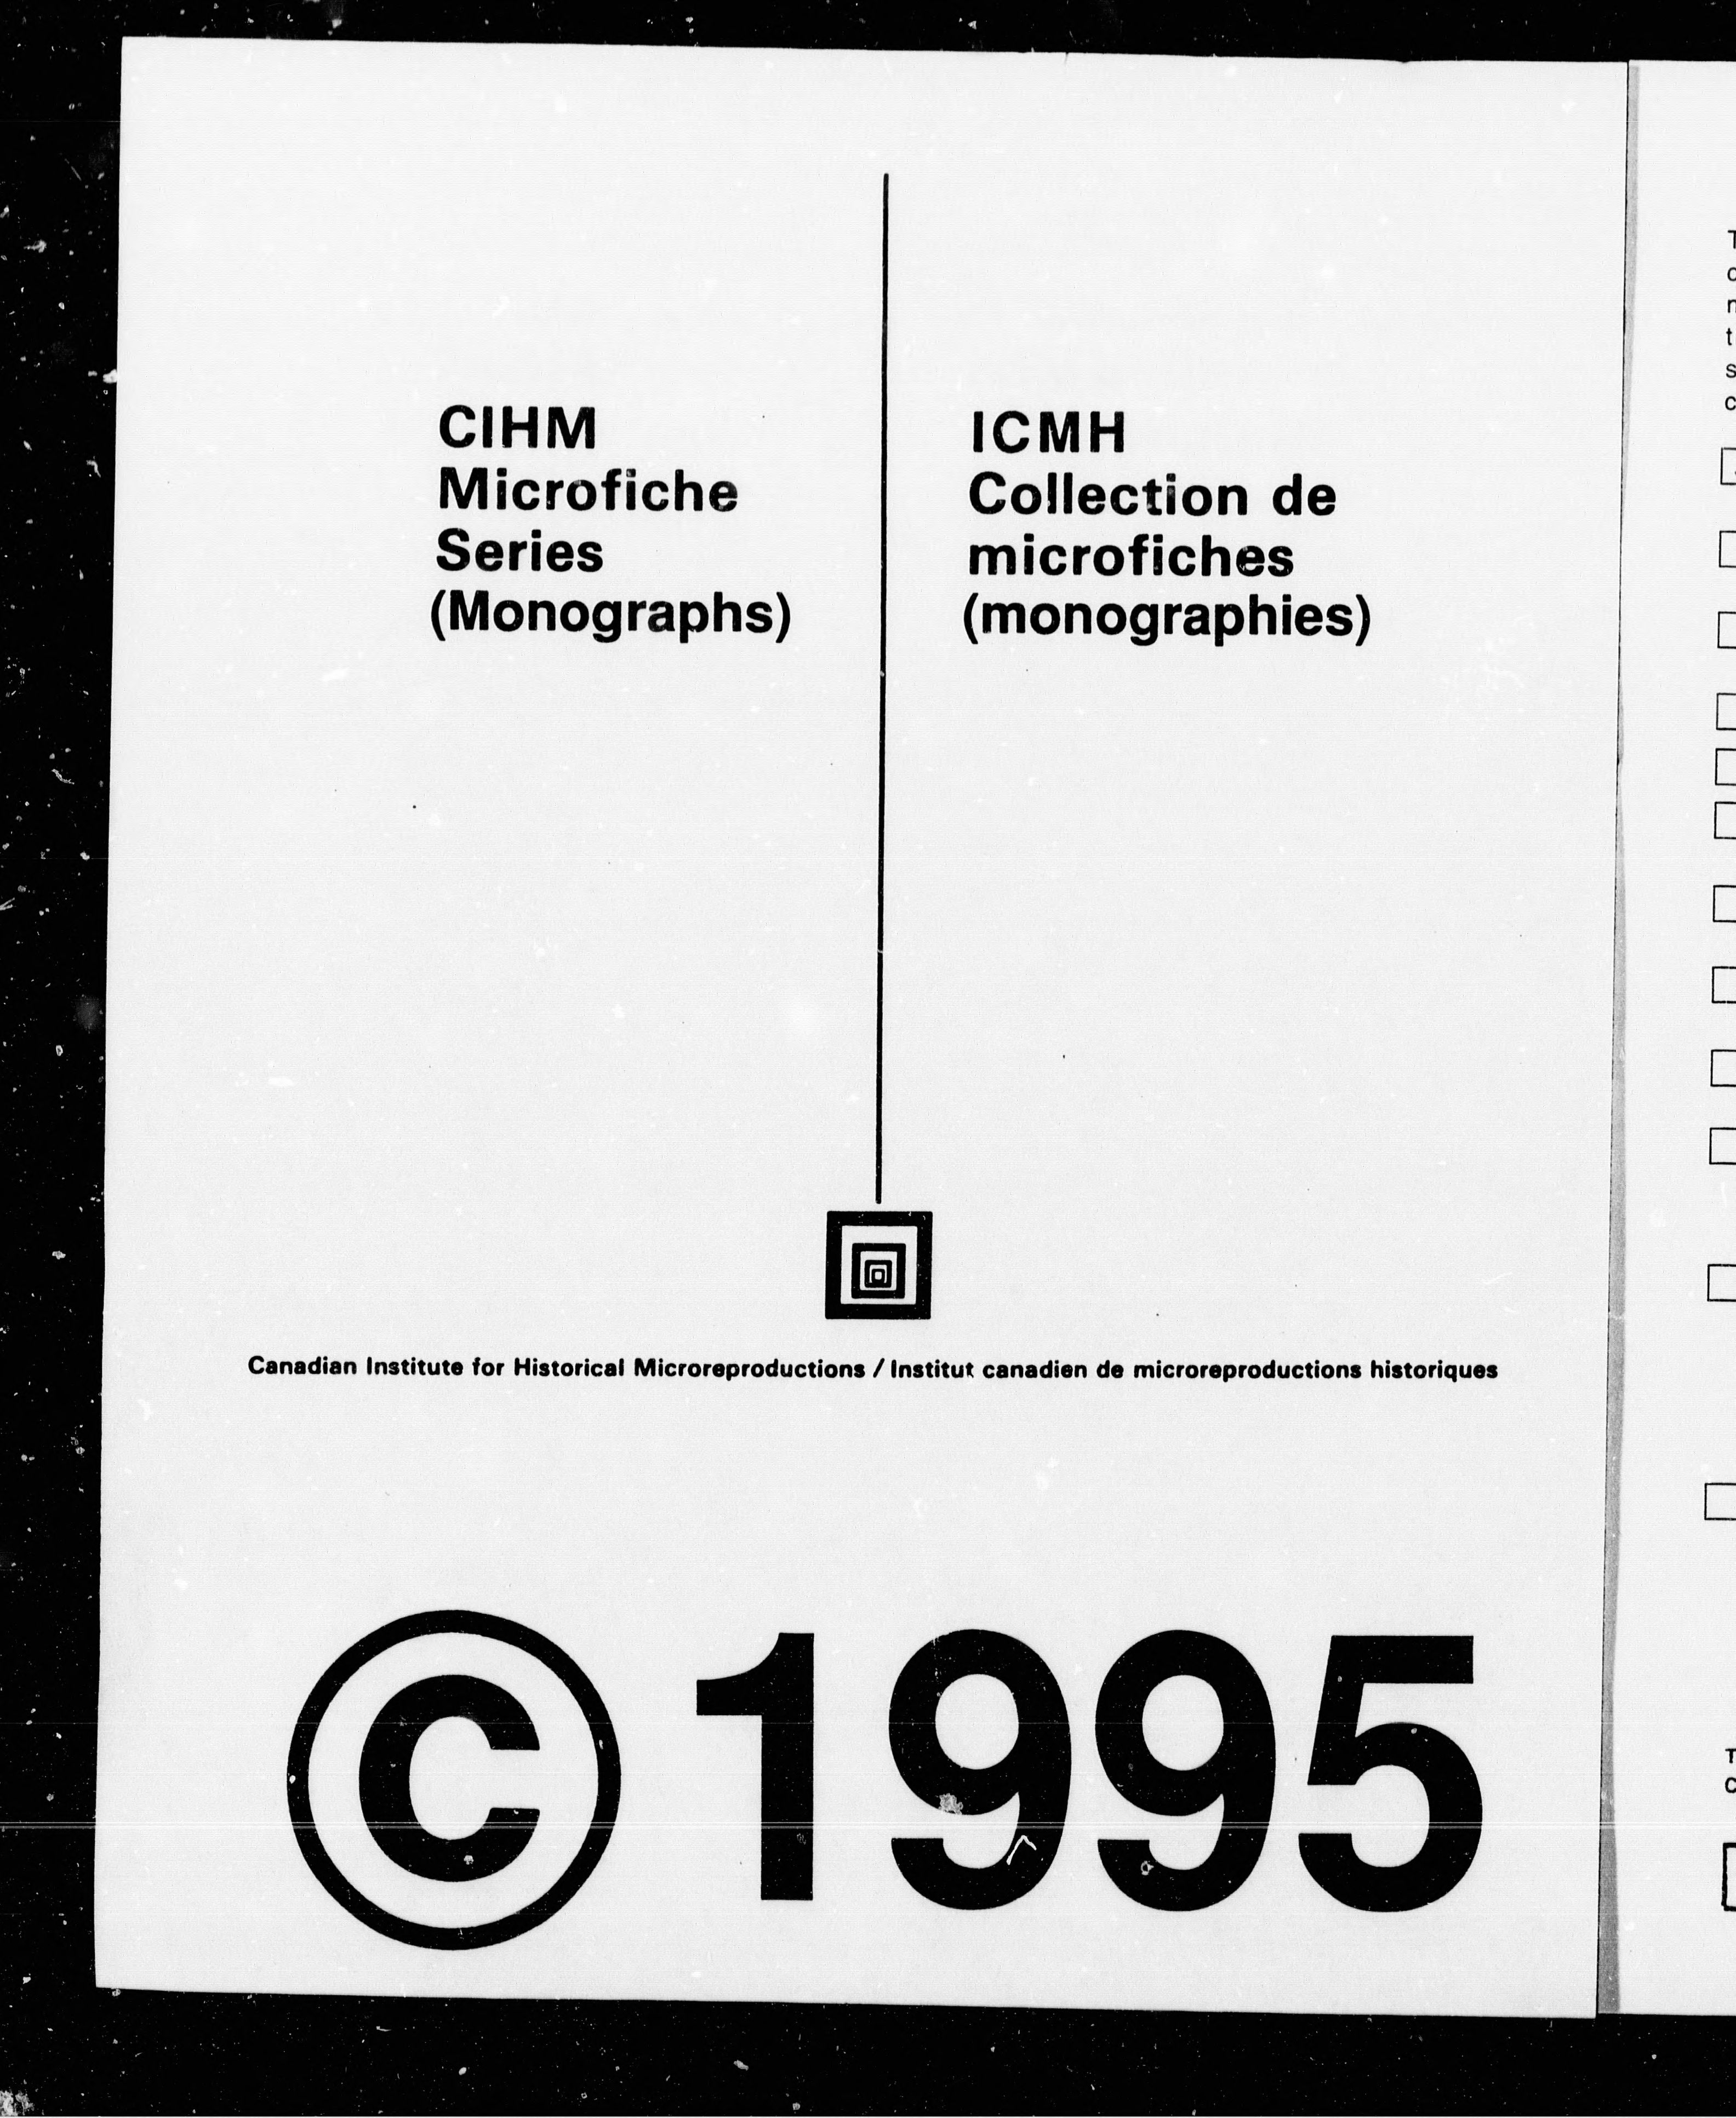 CIHM
Microfiche
Series
(Monographs)
ICMH
Collection de
microfiches
(monographies)
Canadian Institute for Historical Microreproductions / Institut canadien de microreproductions historiques
© 1995